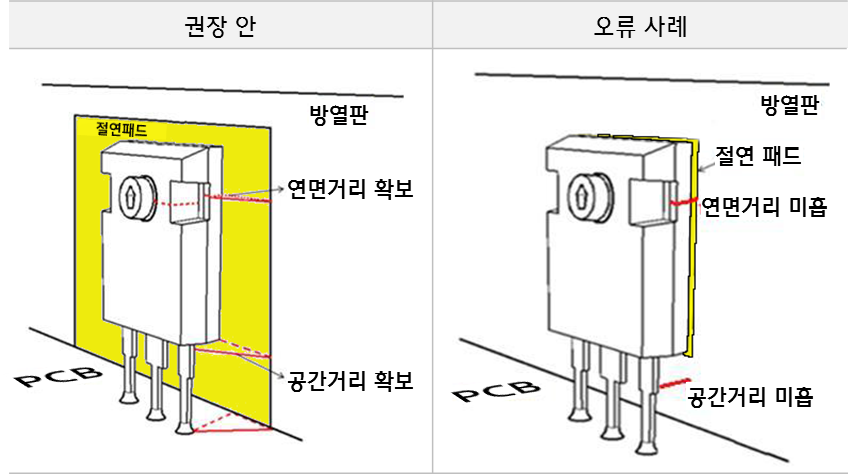 권장 안
오류 사례
방열판
절연패드
연면거리 확보
공간거리 확보
PCB
방열판
절연 패드
연면거리 미흡
공간거리 미흡
PCB